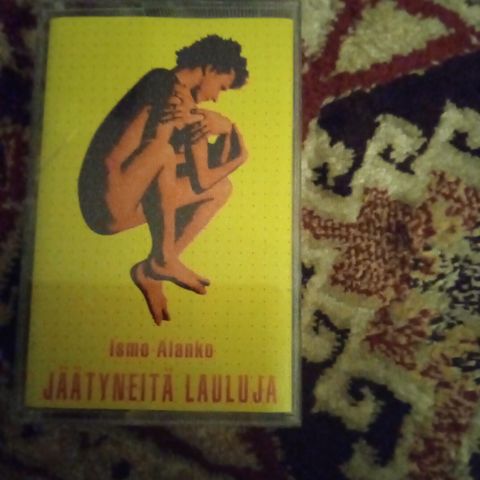 Ismo Alanko
JÄÄTYNEITÄ LAULUJA